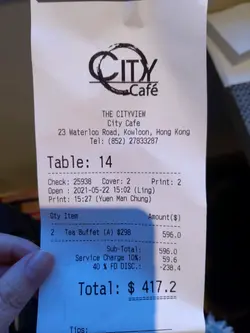 CITY
Café
THE CITYVIEW
City Cafe
23 Waterloo Road, Kowloon, Hong Kong
Tel: (852) 27833287
Table: 14
Check: 25938 Cover: 2 Print: 2
Open : 2021-05-22 15:02 (Ling)
Print: 15:27 (Yuen Man Chung)
Qty Item Amount($)
2 Tea Buffet (A) $298 596.0
Sub-Total: 596.0
Service Charge 10%: 59.6
40 % FD DISC.: -238.4
Total: $ 417.2
Tips: